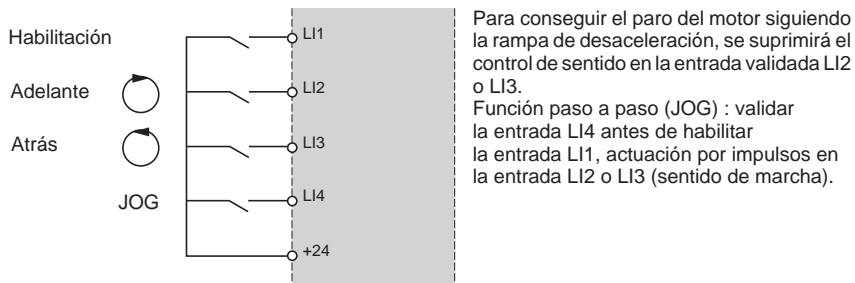 Habilitación
LI1
Adelante
LI2
Atrás
LI3
JOG
LI4
+24
Para conseguir el paro del motor siguiendo
la rampa de desaceleración, se suprimirá el
control de sentido en la entrada validada LI2
o LI3.
Función paso a paso (JOG) : validar
la entrada LI4 antes de habilitar
la entrada LI1, actuación por impulsos en
la entrada LI2 o LI3 (sentido de marcha).